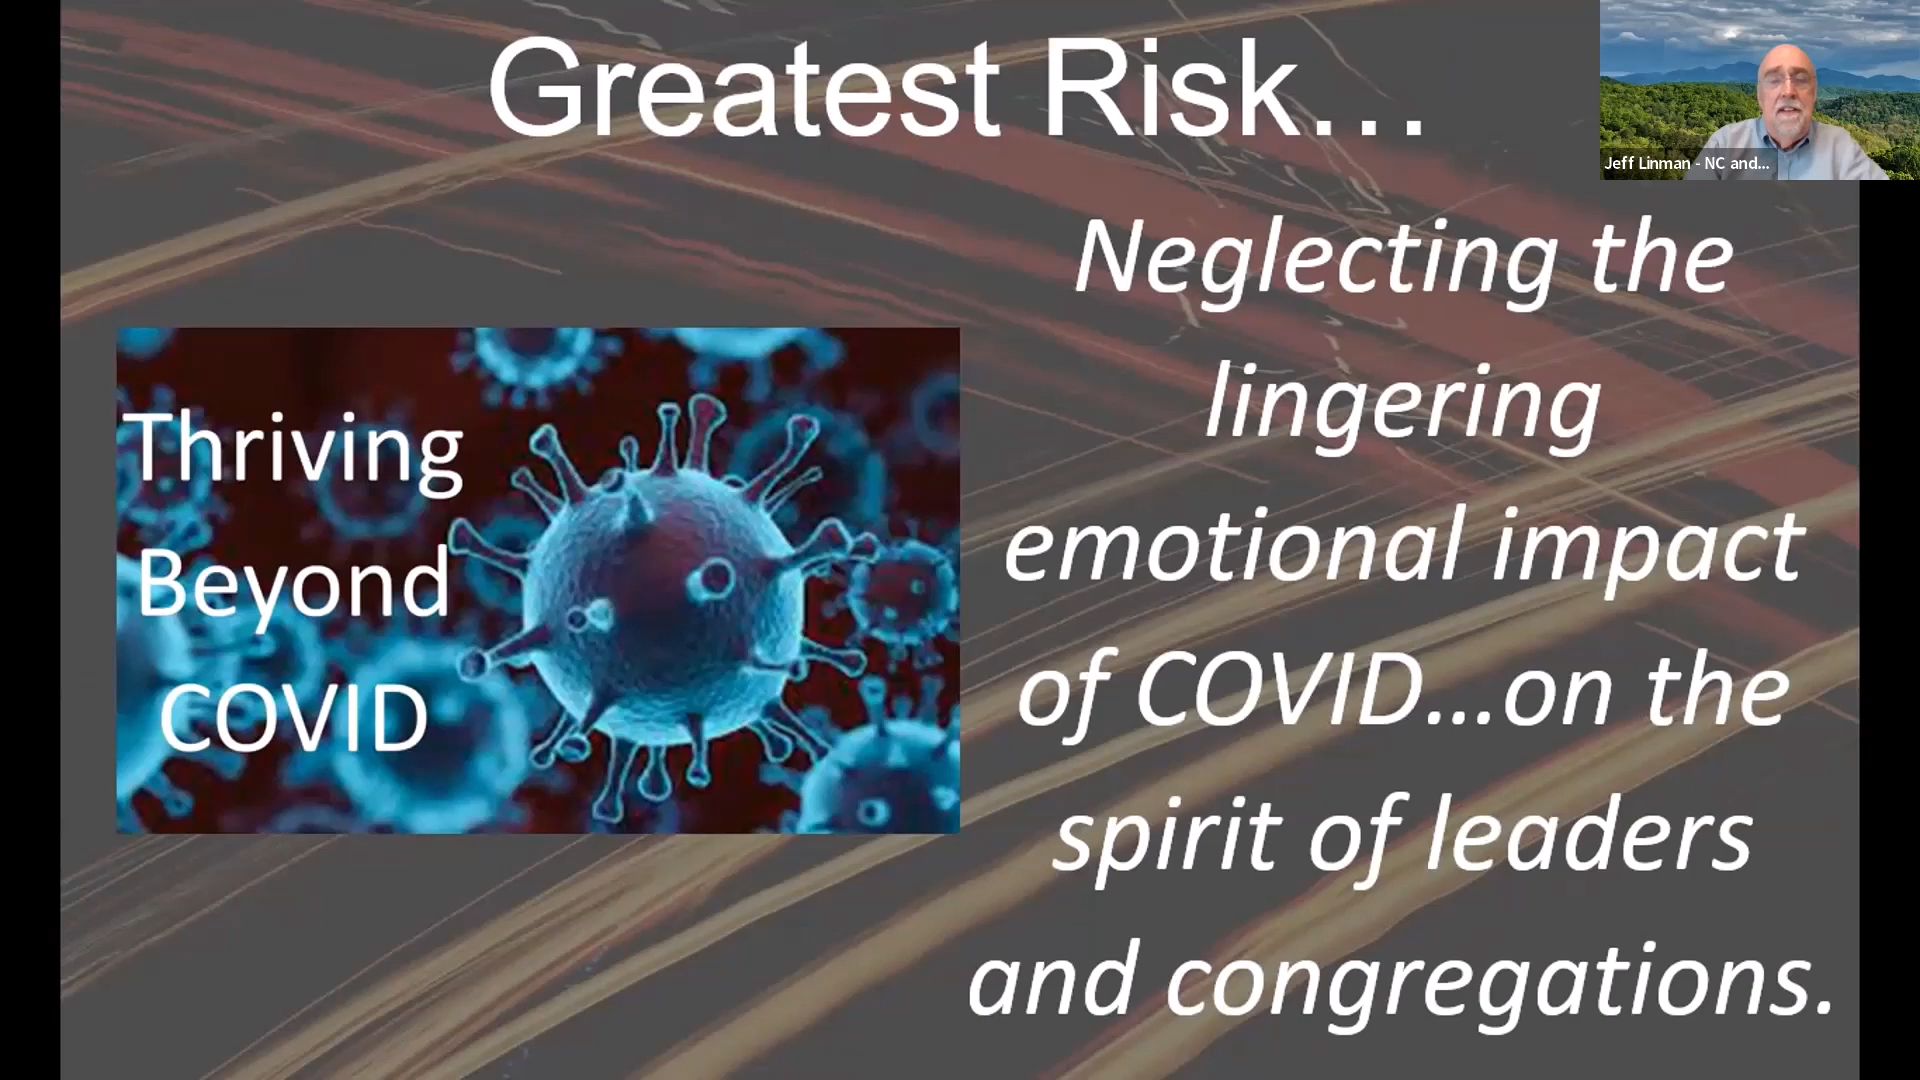 Greatest Risk…
Jeff Linman - NC and...
Neglecting the
lingering
emotional impact
of COVID…on the
spirit of leaders
and congregations.
Thriving
Beyond
COVID